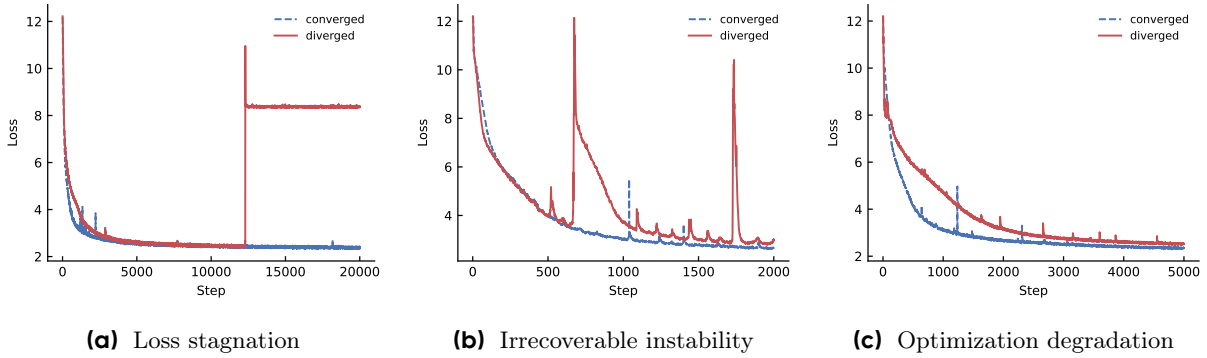 12
10
8
6
4
2
Loss
converged
diverged
0 5000 10000 15000 20000
Step
(a) Loss stagnation
12
10
8
6
4
Loss
converged
diverged
0 500 1000 1500 2000
Step
(b) Irrecoverable instability
12
10
8
6
4
2
Loss
converged
diverged
0 1000 2000 3000 4000 5000
Step
(c) Optimization degradation